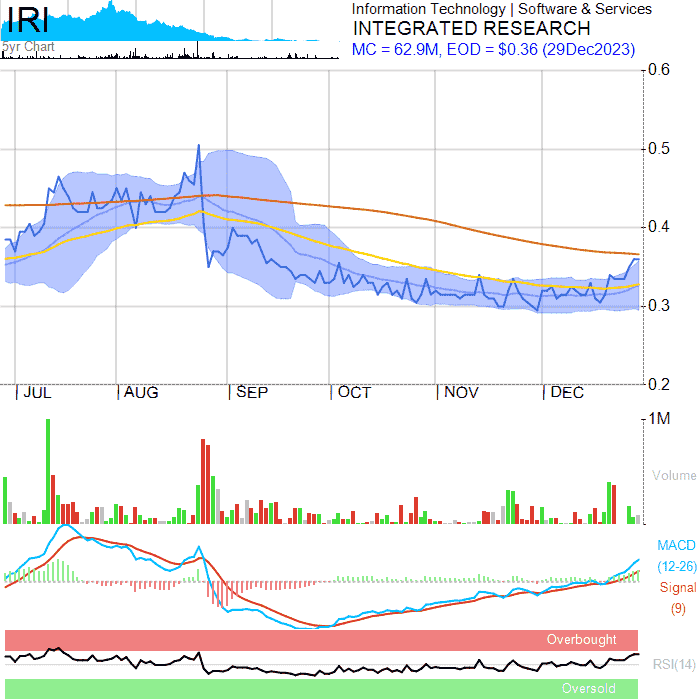 IRI
5yr Chart
Information Technology | Software & Services
INTEGRATED RESEARCH
MC = 62.9M, EOD = $0.36 (29Dec2023)
0.6
0.5
0.4
0.3
0.2
JUL AUG SEP OCT NOV DEC
1M
Volume
MACD
(12-26)
Signal
(9)
Overbought
RSI(14)
Oversold